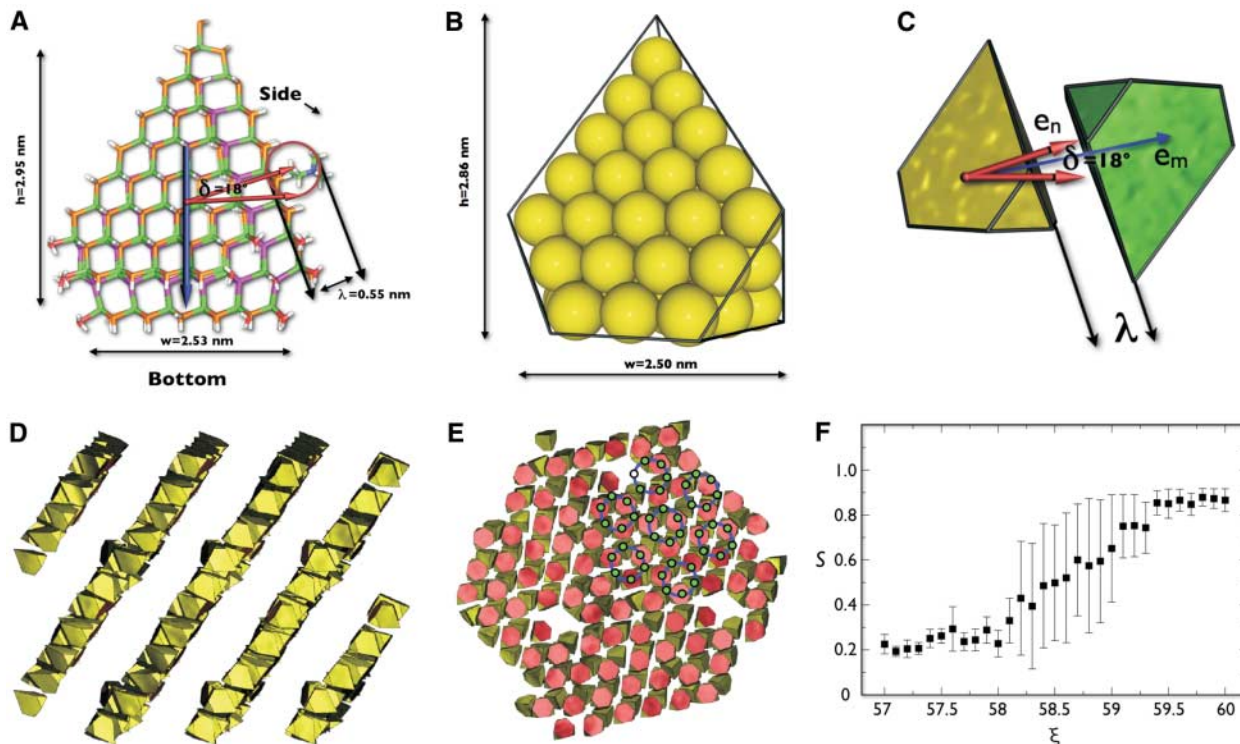 A
h=2.95 nm
Side
δ=18°
λ=0.55 nm
w=2.53 nm
Bottom
B
h=2.86 nm
w=2.50 nm
C
e_n
δ=18°
e_m
λ
D
E
F
1.0
0.8
S
0.6
0.4
0.2
0
57
57.5
58
58.5
59
59.5
60
ξ